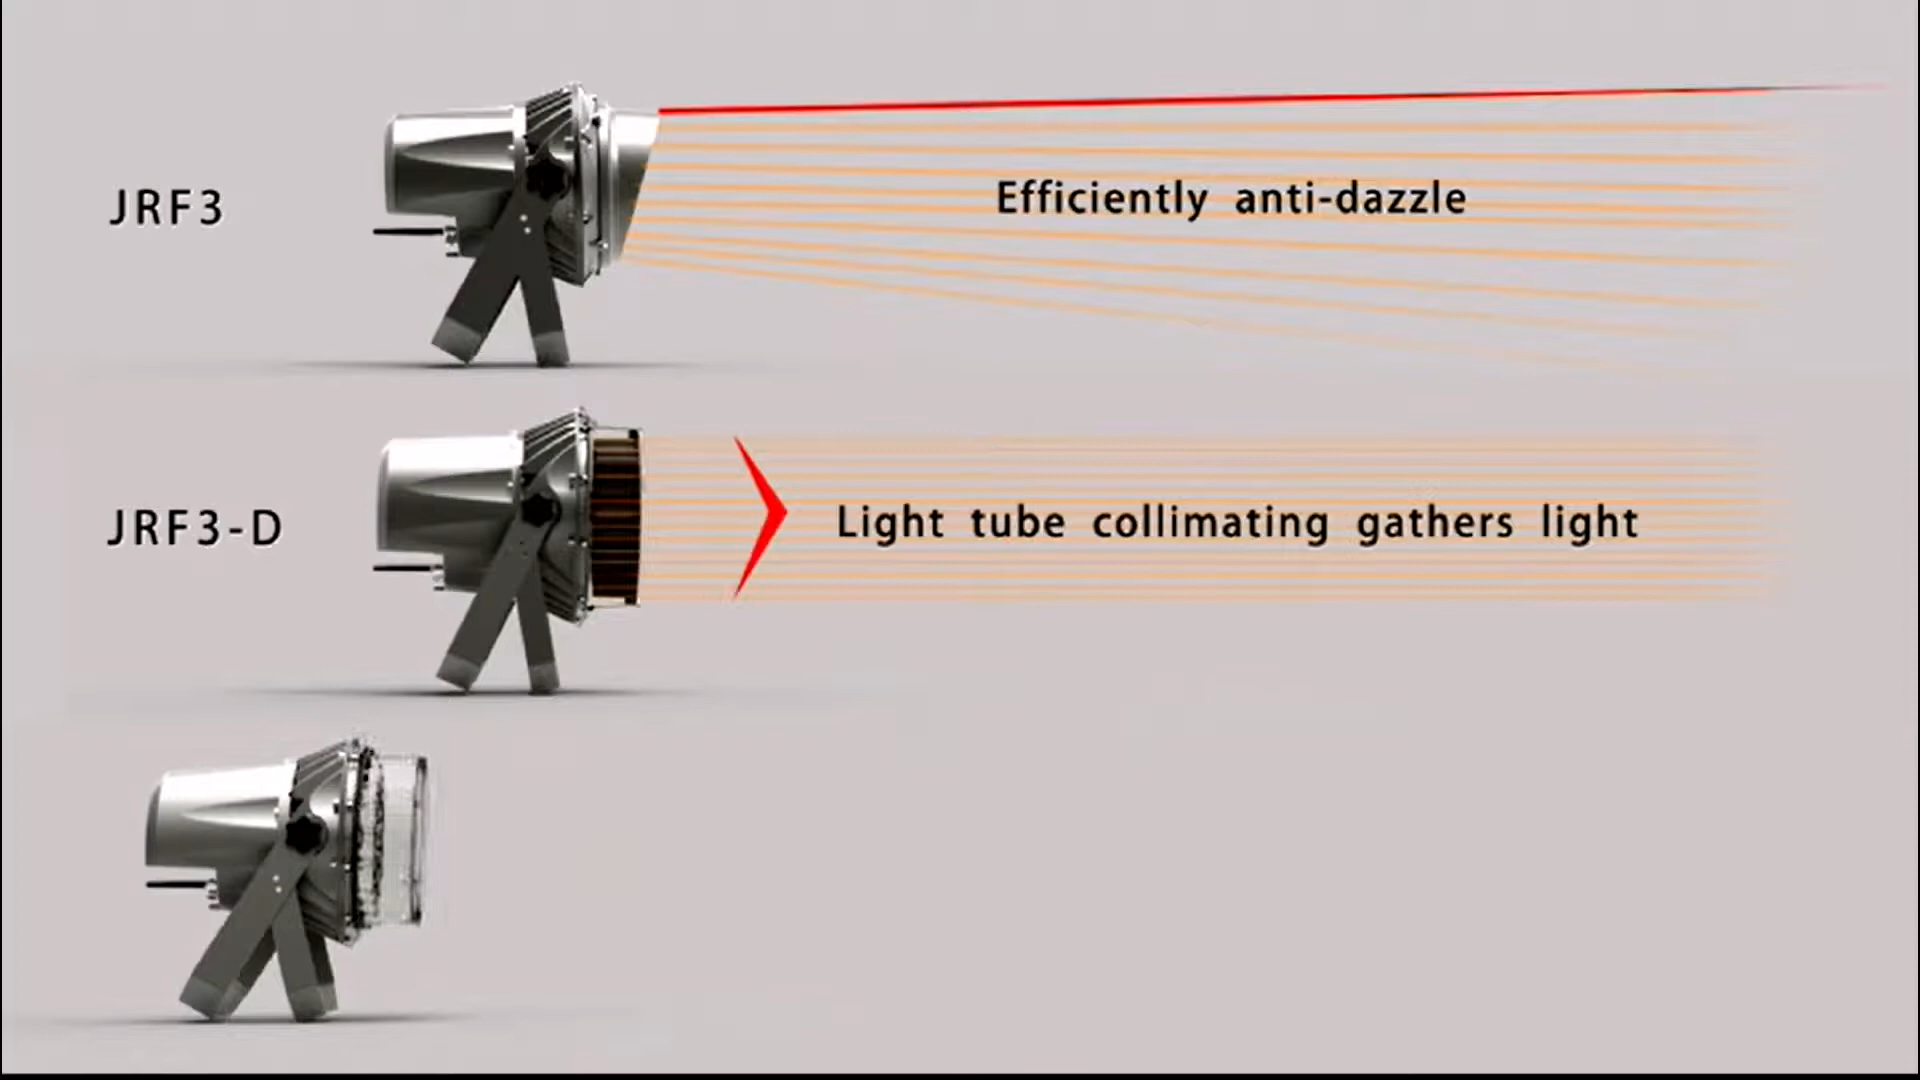 JRF3
Efficiently anti-dazzle
JRF3-D
Light tube collimating gathers light